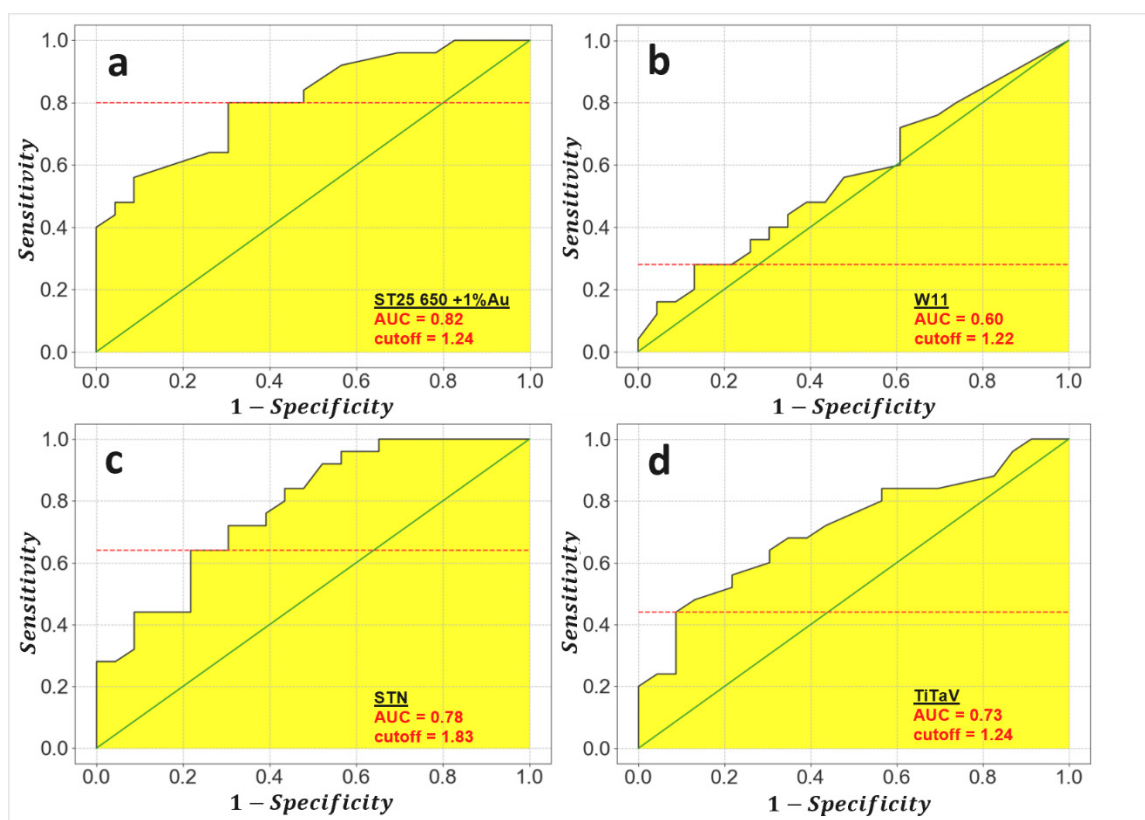 a
Sensitivity
1.0
0.8
0.6
0.4
0.2
0.0
ST25 650 +1%Au
AUC = 0.82
cutoff = 1.24
0.0 0.2 0.4 0.6 0.8 1.0
1 − Specificity
b
Sensitivity
1.0
0.8
0.6
0.4
0.2
0.0
W11
AUC = 0.60
cutoff = 1.22
0.0 0.2 0.4 0.6 0.8 1.0
1 − Specificity
c
Sensitivity
1.0
0.8
0.6
0.4
0.2
0.0
STN
AUC = 0.78
cutoff = 1.83
0.0 0.2 0.4 0.6 0.8 1.0
1 − Specificity
d
Sensitivity
1.0
0.8
0.6
0.4
0.2
0.0
TiTaV
AUC = 0.73
cutoff = 1.24
0.0 0.2 0.4 0.6 0.8 1.0
1 − Specificity